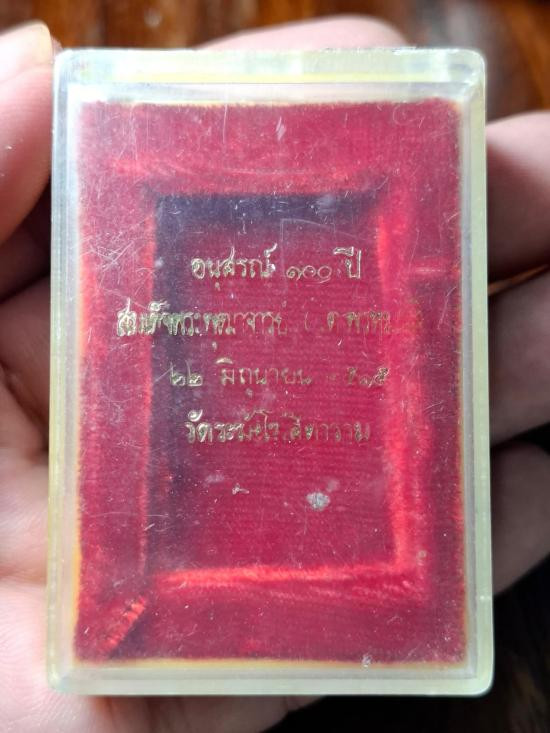 อนุสรณ์ ๑๐๐ ปี
สมเด็จพระพุฒาจารย์
๒๒ มิถุนายน
วัดระฆังโฆสิตาราม